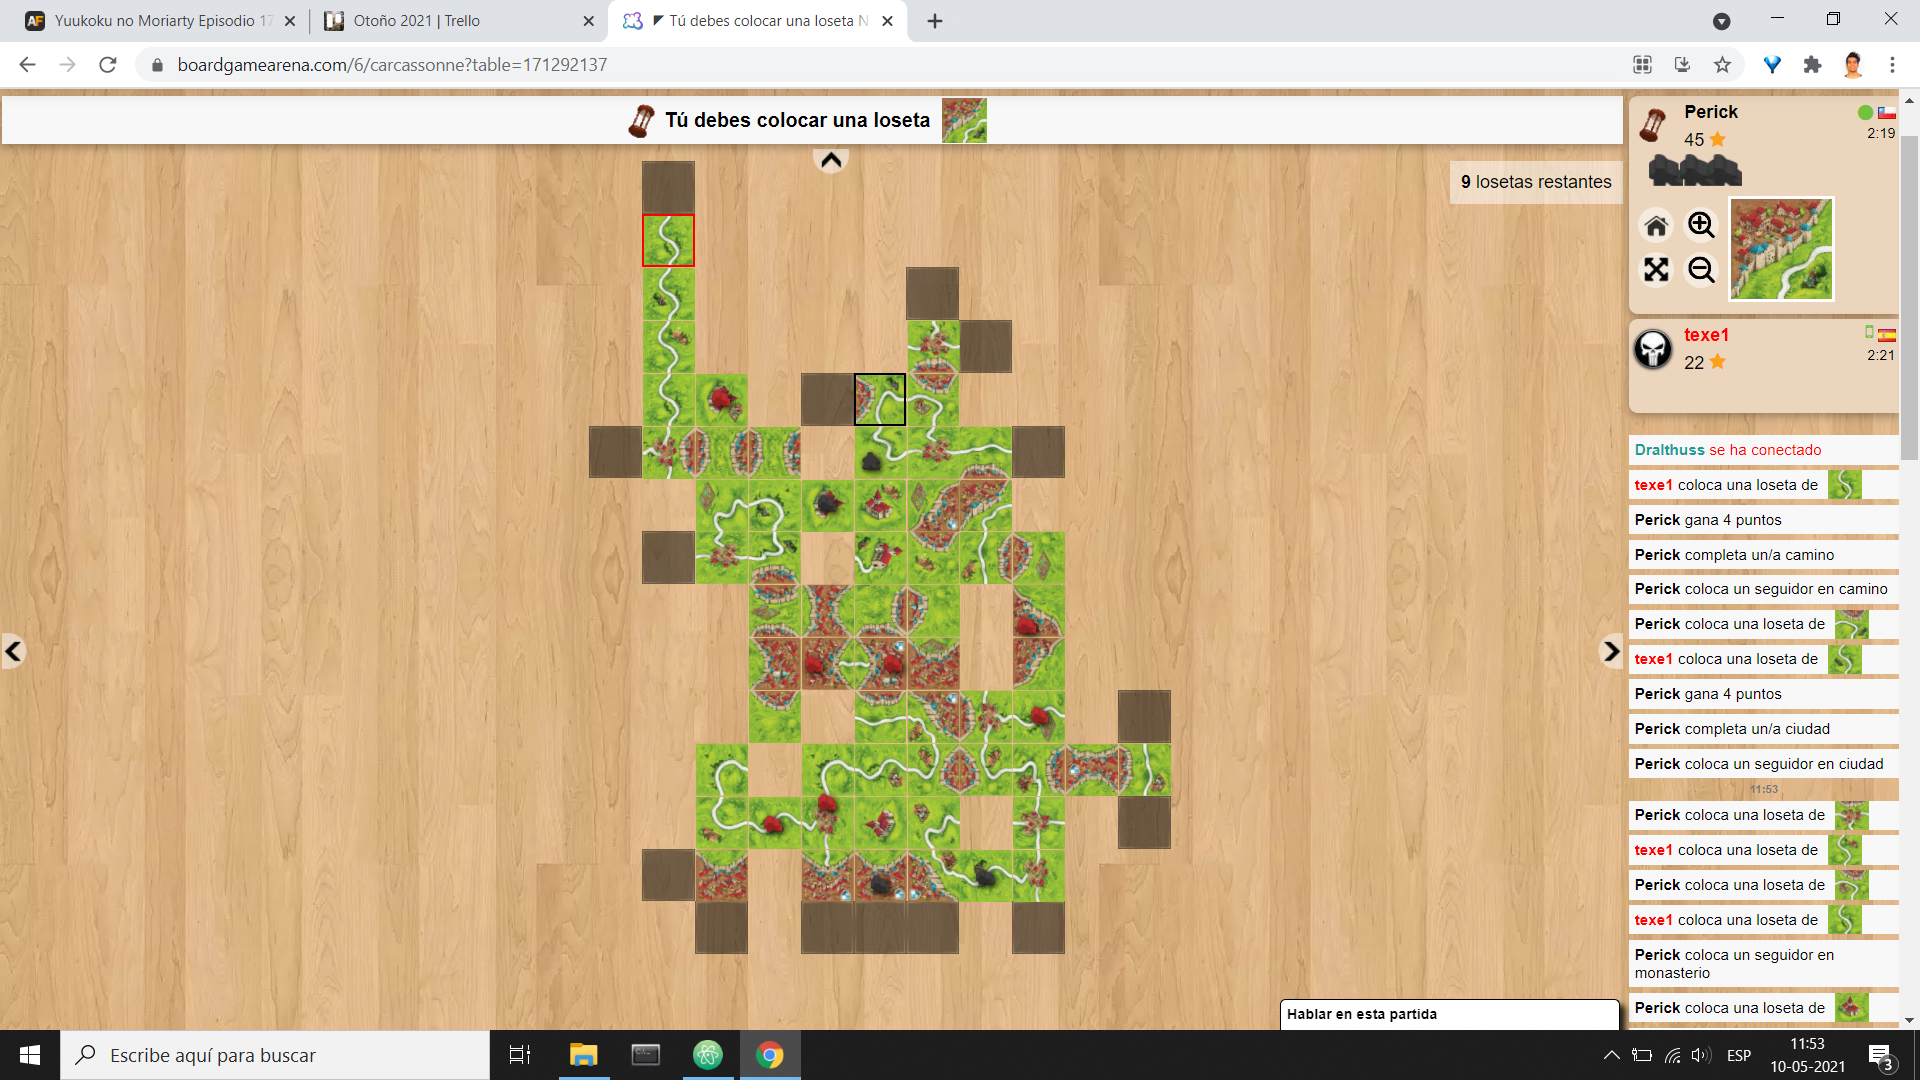 Yuukoku no Moriarty Episodio 17
Otoño 2021 | Trello
Tú debes colocar una loseta N
boardgamearena.com/6/carcassonne?table=171292137
Tú debes colocar una loseta
9 losetas restantes
Perick
45
2:19
texe1
22
2:21
Dralthuss se ha conectado
texe1 coloca una loseta de
Perick gana 4 puntos
Perick completa un/a camino
Perick coloca un seguidor en camino
Perick coloca una loseta de
texe1 coloca una loseta de
Perick gana 4 puntos
Perick completa un/a ciudad
Perick coloca un seguidor en ciudad
11:53
Perick coloca una loseta de
texe1 coloca una loseta de
Perick coloca una loseta de
texe1 coloca una loseta de
Perick coloca un seguidor en
monasterio
Perick coloca una loseta de
Hablar en esta partida
Escribe aquí para buscar
ESP
11:53
10-05-2021
3